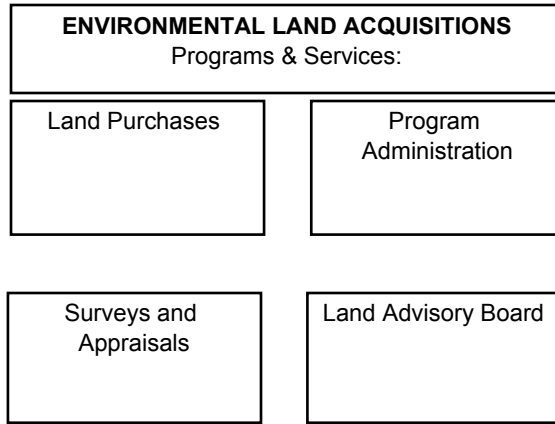 ENVIRONMENTAL LAND ACQUISITIONS
Programs & Services:
Land Purchases
Program
Administration
Surveys and
Appraisals
Land Advisory Board